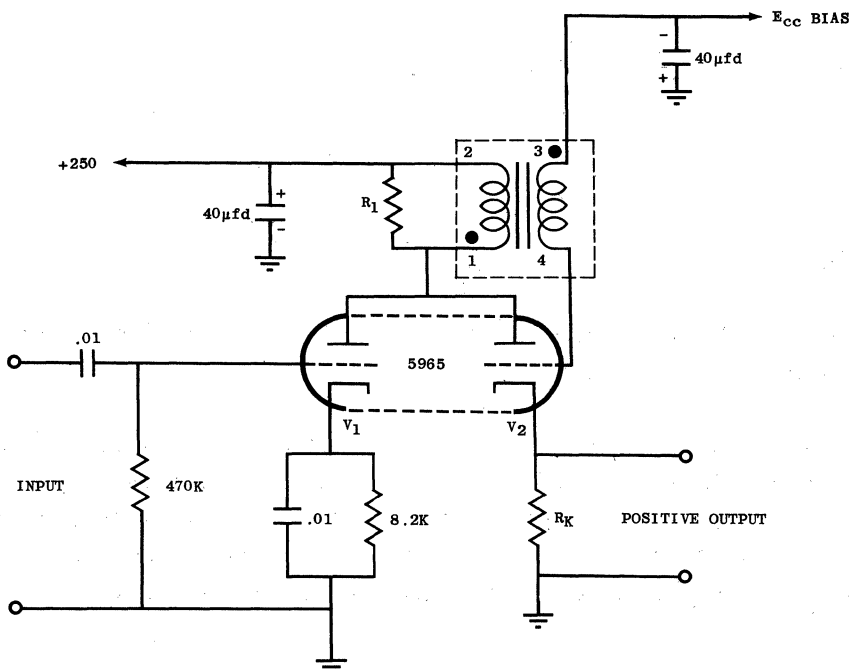 E_cc BIAS
-
40μfd
+
+250
2
3
R_1
+
40μfd
-
1
4
.01
5965
V_1
V_2
INPUT
470K
.01
8.2K
R_K
POSITIVE OUTPUT